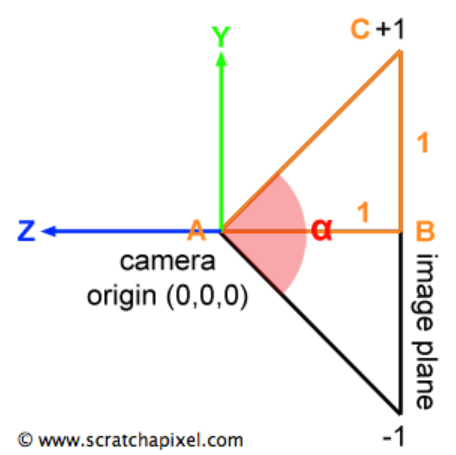 C +1
Y
1
1
Z
A
α
B
camera
origin (0,0,0)
image plane
-1
© www.scratchapixel.com